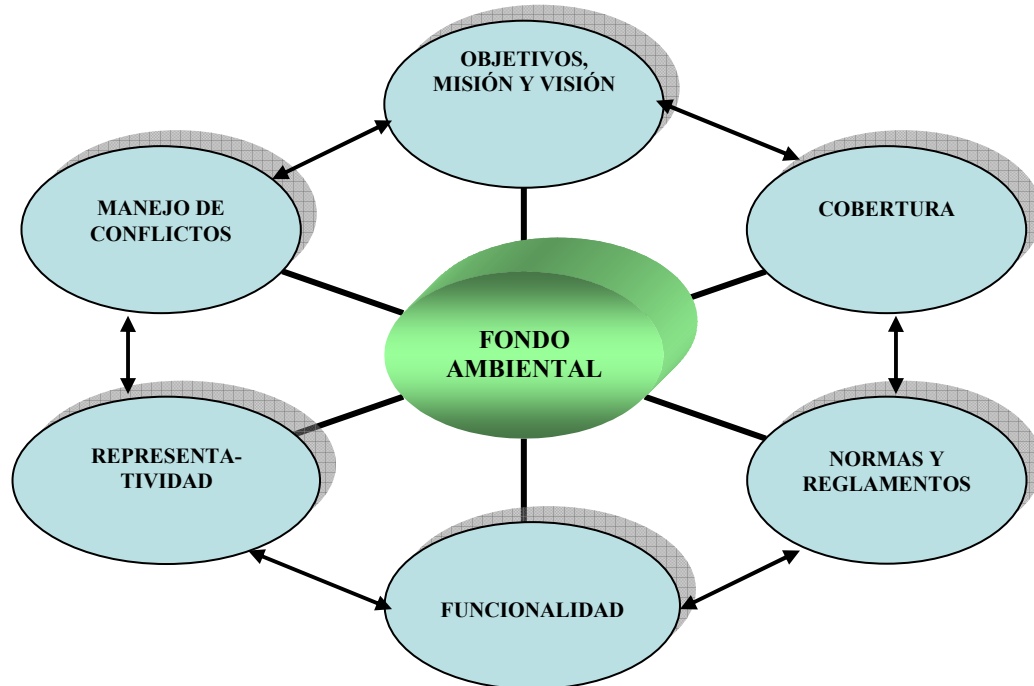 OBJETIVOS,
MISIÓN Y VISIÓN
MANEJO DE
CONFLICTOS
COBERTURA
FONDO
AMBIENTAL
REPRESENTA-
TIVIDAD
NORMAS Y
REGLAMENTOS
FUNCIONALIDAD